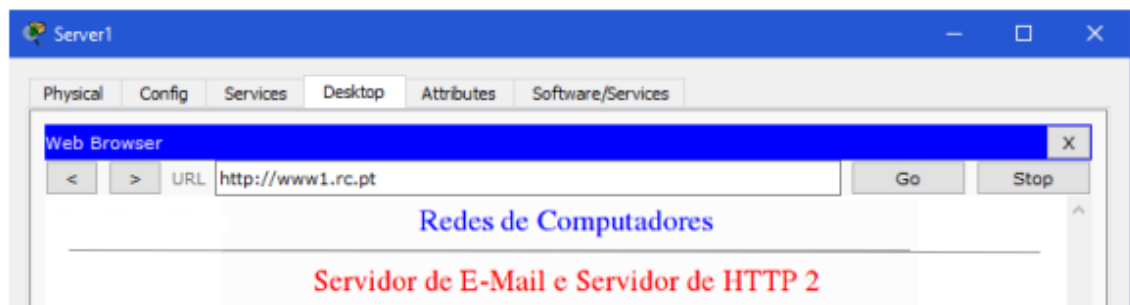 Server1
Physical Config Services Desktop Attributes Software/Services
Web Browser X
< > URL http://www1.rc.pt Go Stop
Redes de Computadores
Servidor de E-Mail e Servidor de HTTP 2